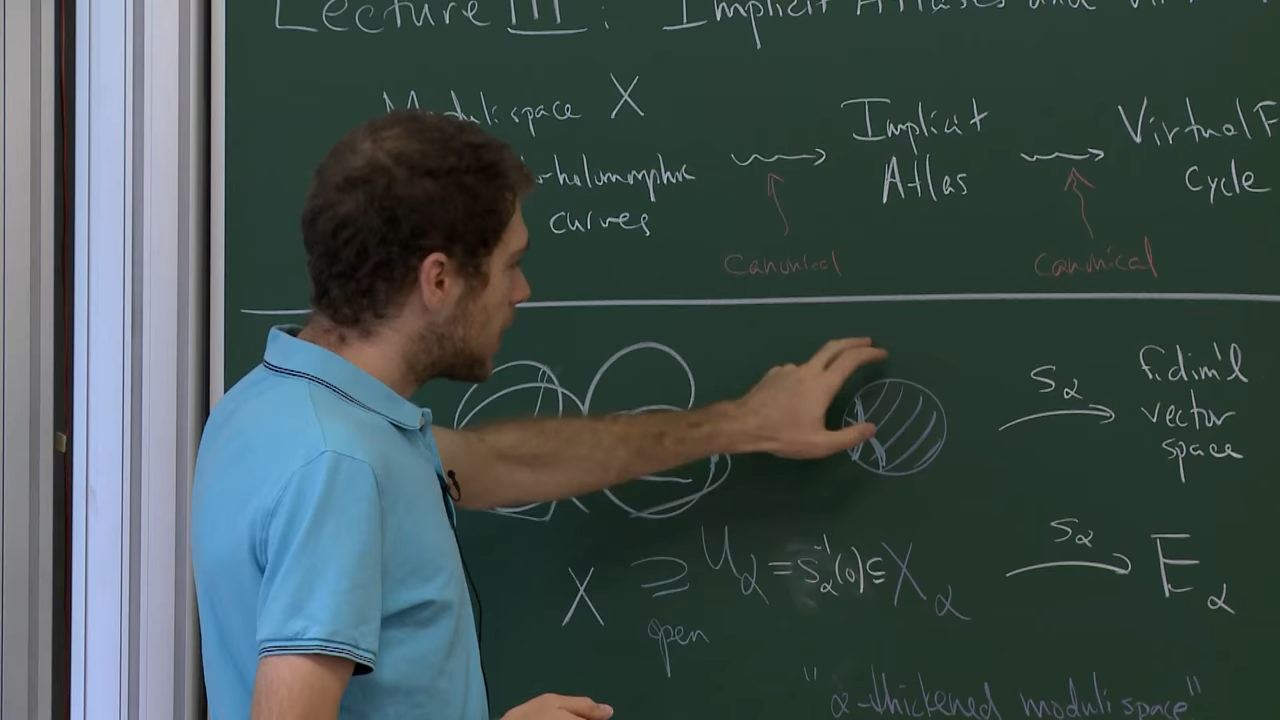 Lecture III: Implicit Atlases and
Moduli space X
-holomorphic
curves
Implicit
Atlas
Virtual F
Cycle
canonical
canonical
S_α
f.dim'l
vector
space
X ⊇ U_α = s_α^{-1}(0) ⊆ X_α
open
S_α
E_α
"α-thickened moduli space"